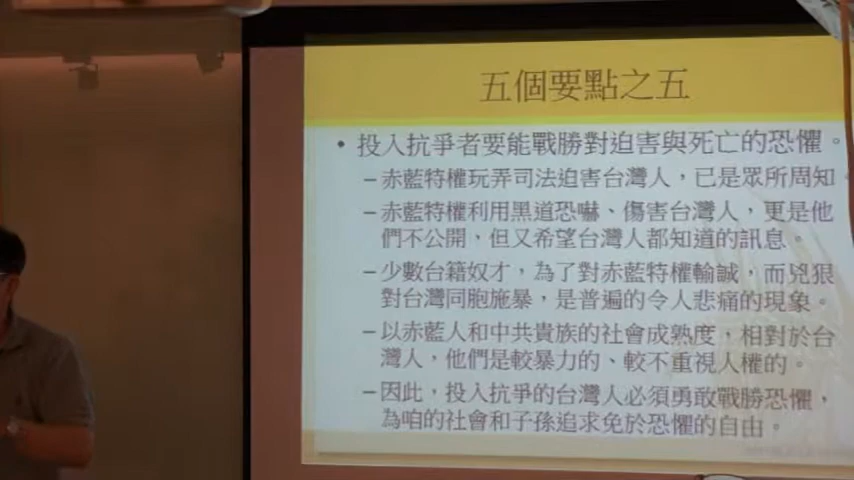 五個要點之五
• 投入抗爭者要能戰勝對迫害與死亡的恐懼。
–赤藍特權玩弄司法迫害台灣人，已是眾所周知
–赤藍特權利用黑道恐嚇、傷害台灣人，更是他
們不公開，但又希望台灣人都知道的訊息。
–少數台籍奴才，為了對赤藍特權輸誠，而兇狠
對台灣同胞施暴，是普遍的令人悲痛的現象。
–以赤藍人和中共貴族的社會成熟度，相對於台
灣人，他們是較暴力的、較不重視人權的。
–因此，投入抗爭的台灣人必須勇敢戰勝恐懼，
為咱的社會和子孫追求免於恐懼的自由。